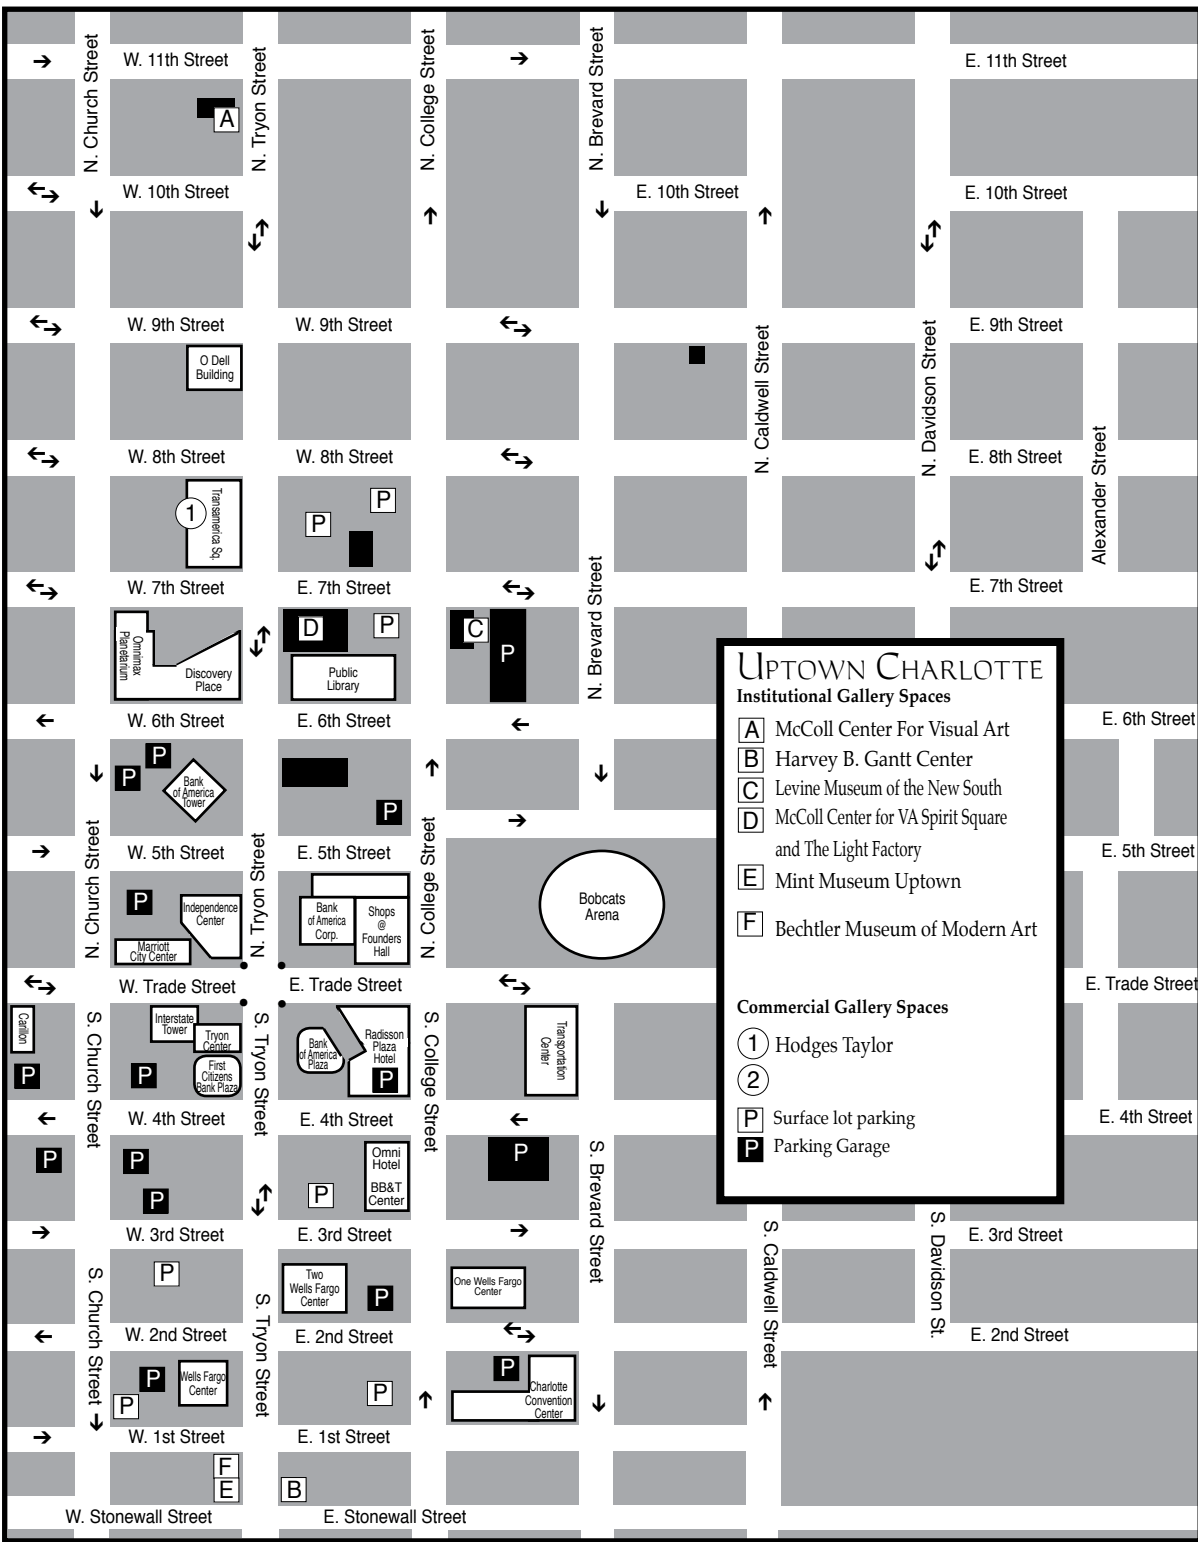 N. Church Street
N. Tryon Street
N. College Street
N. Brevard Street
W. 11th Street
E. 11th Street
A
W. 10th Street
E. 10th Street
E. 10th Street
W. 9th Street
W. 9th Street
E. 9th Street
N. Caldwell Street
N. Davidson Street
O Dell
Building
W. 8th Street
W. 8th Street
E. 8th Street
Alexander Street
1
Transamerica Sq.
P
P
W. 7th Street
E. 7th Street
E. 7th Street
N. Brevard Street
Omnimax
Planetarium
Discovery
Place
D
P
Public
Library
C
P
W. 6th Street
E. 6th Street
E. 6th Street
P
P
Bank
of America
Tower
P
N. Church Street
N. Tryon Street
N. College Street
W. 5th Street
E. 5th Street
E. 5th Street
P
Independence
Center
Marriott
City Center
Bank
of America
Corp.
Shops
@
Founders
Hall
Bobcats
Arena
W. Trade Street
E. Trade Street
E. Trade Street
Carillon
P
S. Church Street
Interstate
Tower
Tryon
Center
First
Citizens
Bank Plaza
P
S. Tryon Street
Bank
of America
Plaza
Radisson
Plaza
Hotel
P
S. College Street
Transportation
Center
W. 4th Street
E. 4th Street
E. 4th Street
P
P
P
P
Omni
Hotel
BB&T
Center
P
S. Brevard Street
W. 3rd Street
E. 3rd Street
E. 3rd Street
S. Caldwell Street
S. Davidson St.
S. Church Street
P
S. Tryon Street
Two
Wells Fargo
Center
P
One Wells Fargo
Center
W. 2nd Street
E. 2nd Street
E. 2nd Street
P
P
Wells Fargo
Center
P
P
Charlotte
Convention
Center
W. 1st Street
E. 1st Street
F
E
B
W. Stonewall Street
E. Stonewall Street
UPTOWN CHARLOTTE
Institutional Gallery Spaces
A McColl Center For Visual Art
B Harvey B. Gantt Center
C Levine Museum of the New South
D McColl Center for VA Spirit Square
and The Light Factory
E Mint Museum Uptown
F Bechtler Museum of Modern Art
Commercial Gallery Spaces
1 Hodges Taylor
2
P Surface lot parking
P Parking Garage